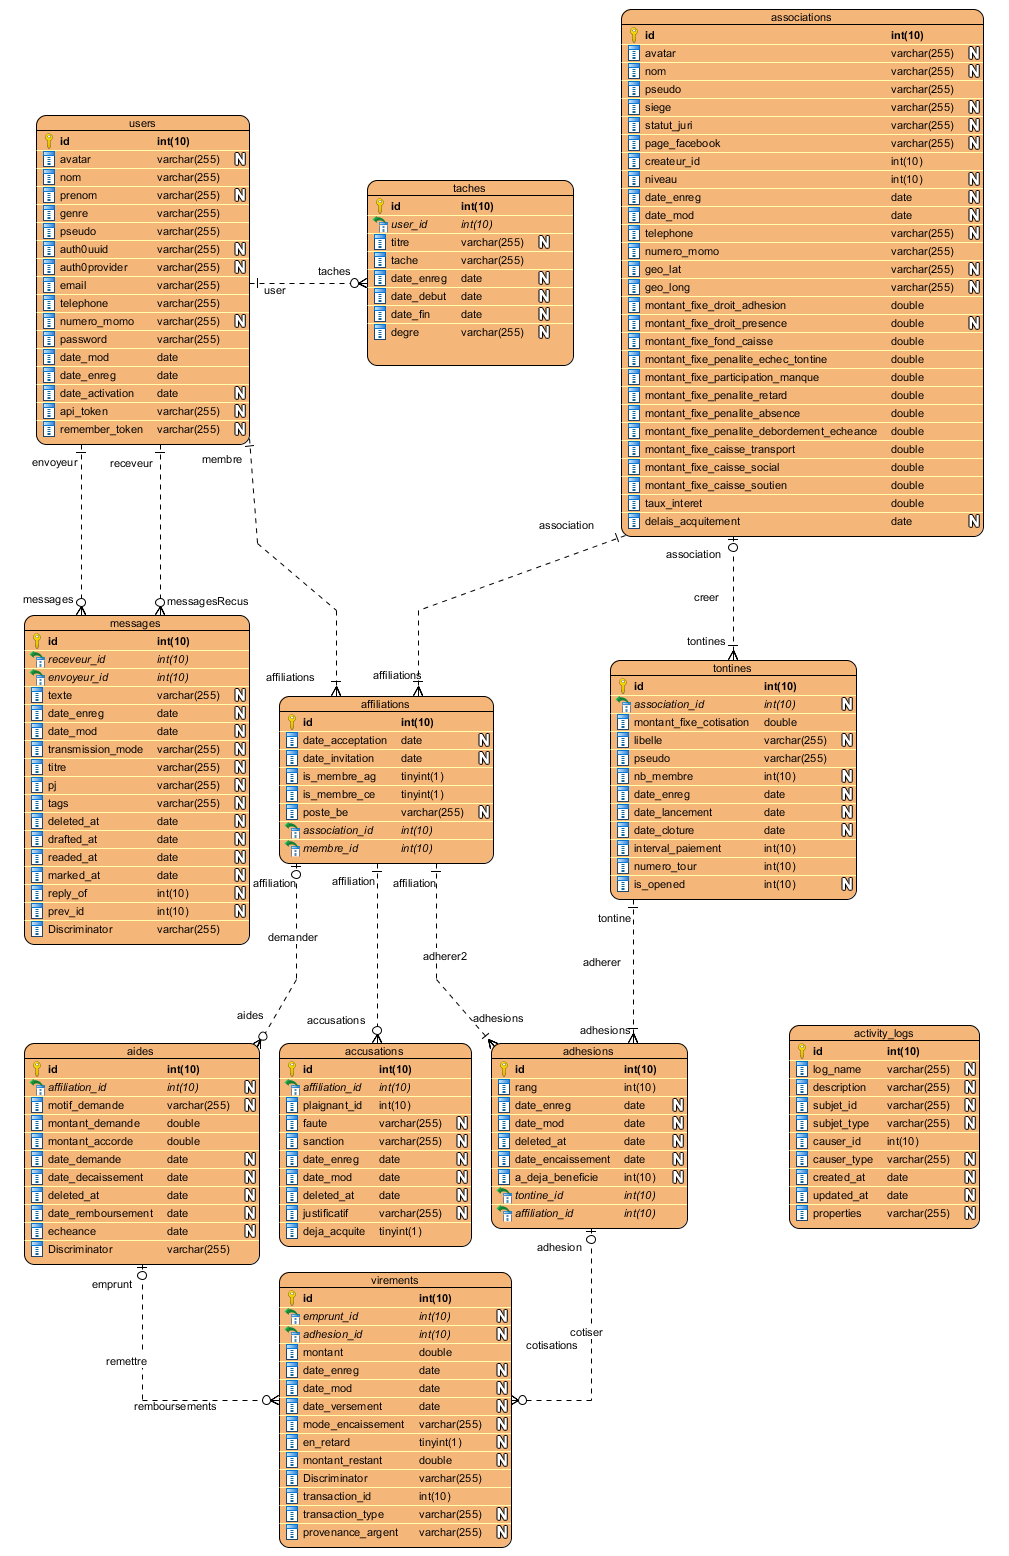 associations
id int(10)
avatar varchar(255) N
nom varchar(255) N
pseudo varchar(255)
siege varchar(255) N
statut_juri varchar(255) N
page_facebook varchar(255) N
createur_id int(10)
niveau int(10) N
date_enreg date N
date_mod date N
telephone varchar(255) N
numero_momo varchar(255)
geo_lat varchar(255) N
geo_long varchar(255) N
montant_fixe_droit_adhesion double
montant_fixe_droit_presence double N
montant_fixe_fond_caisse double
montant_fixe_penalite_echec_tontine double
montant_fixe_participation_manque double
montant_fixe_penalite_retard double
montant_fixe_penalite_absence double
montant_fixe_penalite_debordement_echeance double
montant_fixe_caisse_transport double
montant_fixe_caisse_social double
montant_fixe_caisse_soutien double
taux_interet double
delais_acquitement date N
users
id int(10)
avatar varchar(255) N
nom varchar(255)
prenom varchar(255) N
genre varchar(255)
pseudo varchar(255)
auth0uuid varchar(255) N
auth0provider varchar(255) N
email varchar(255)
telephone varchar(255)
numero_momo varchar(255) N
password varchar(255)
date_mod date
date_enreg date
date_activation date N
api_token varchar(255) N
remember_token varchar(255) N
taches
id int(10)
user_id int(10)
titre varchar(255) N
tache varchar(255)
date_enreg date N
date_debut date N
date_fin date N
degre varchar(255) N
taches
user
envoyeur
receveur
membre
association
association
creer
messages
messagesRecus
tontines
affiliations
affiliations
messages
id int(10)
receveur_id int(10)
envoyeur_id int(10)
texte varchar(255) N
date_enreg date N
date_mod date N
transmission_mode varchar(255) N
titre varchar(255) N
pj varchar(255) N
tags varchar(255) N
deleted_at date N
drafted_at date N
readed_at date N
marked_at date N
reply_of int(10) N
prev_id int(10) N
Discriminator varchar(255)
affiliations
id int(10)
date_acceptation date N
date_invitation date N
is_membre_ag tinyint(1)
is_membre_ce tinyint(1)
poste_be varchar(255) N
association_id int(10)
membre_id int(10)
tontines
id int(10)
association_id int(10) N
montant_fixe_cotisation double
libelle varchar(255) N
pseudo varchar(255)
nb_membre int(10) N
date_enreg date N
date_lancement date N
date_cloture date N
interval_paiement int(10)
numero_tour int(10)
is_opened int(10) N
affiliation
affiliation
affiliation
tontine
demander
adherer2
adherer
aides
accusations
adhesions
adhesions
aides
id int(10)
affiliation_id int(10) N
motif_demande varchar(255) N
montant_demande double
montant_accorde double
date_demande date N
date_decaissement date N
deleted_at date N
date_remboursement date N
echeance date N
Discriminator varchar(255)
accusations
id int(10)
affiliation_id int(10)
plaignant_id int(10)
faute varchar(255) N
sanction varchar(255) N
date_enreg date N
date_mod date N
deleted_at date N
justificatif varchar(255) N
deja_acquite tinyint(1)
adhesions
id int(10)
rang int(10)
date_enreg date N
date_mod date N
deleted_at date N
date_encaissement date N
a_deja_beneficie int(10) N
tontine_id int(10)
affiliation_id int(10)
activity_logs
id int(10)
log_name varchar(255) N
description varchar(255) N
subjet_id varchar(255) N
subjet_type varchar(255) N
causer_id int(10)
causer_type varchar(255) N
created_at date N
updated_at date N
properties varchar(255) N
emprunt
adhesion
remettre
cotiser
cotisations
remboursements
virements
id int(10)
emprunt_id int(10) N
adhesion_id int(10) N
montant double
date_enreg date N
date_mod date N
date_versement date N
mode_encaissement varchar(255) N
en_retard tinyint(1) N
montant_restant double N
Discriminator varchar(255)
transaction_id int(10)
transaction_type varchar(255) N
provenance_argent varchar(255) N